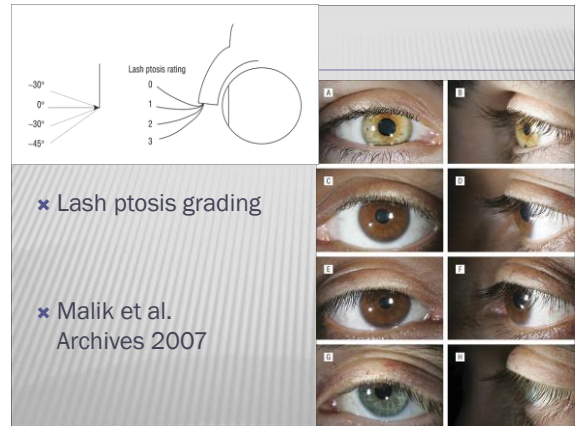 Lash ptosis rating
−30°
0°
−30°
−45°
0
1
2
3
Lash ptosis grading
Malik et al.
Archives 2007
A
B
C
D
E
F
G
H